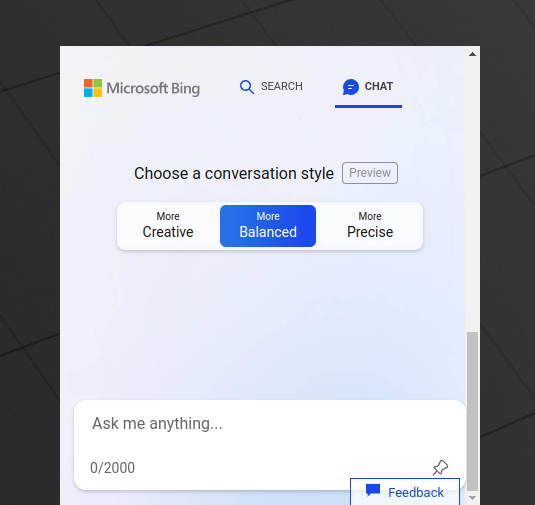 Microsoft Bing
SEARCH
CHAT
Choose a conversation style
Preview
More
Creative
More
Balanced
More
Precise
Ask me anything...
0/2000
Feedback